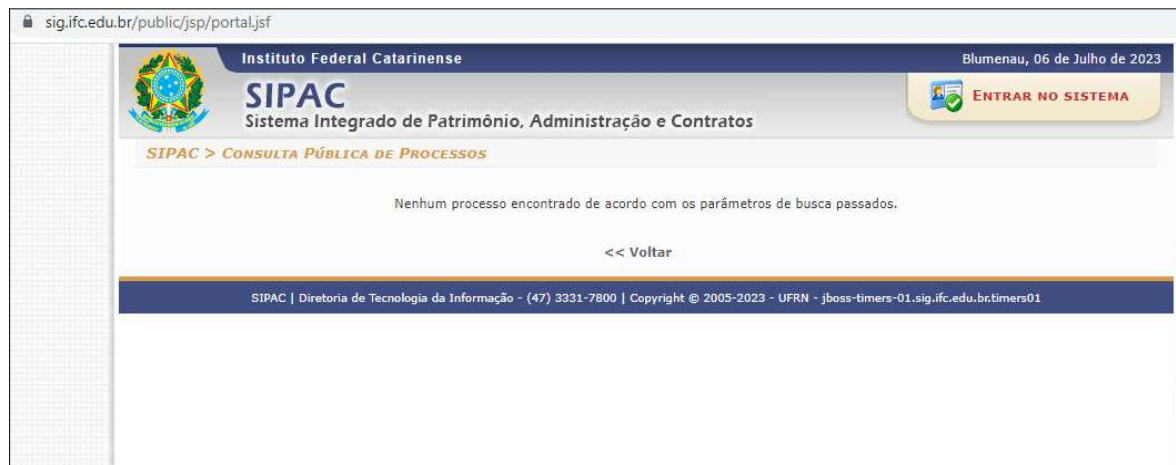 sig.ifc.edu.br/public/jsp/portal.jsf
Instituto Federal Catarinense
Blumenau, 06 de Julho de 2023
SIPAC
ENTRAR NO SISTEMA
Sistema Integrado de Patrimônio, Administração e Contratos
SIPAC > CONSULTA PÚBLICA DE PROCESSOS
Nenhum processo encontrado de acordo com os parâmetros de busca passados.
<< Voltar
SIPAC | Diretoria de Tecnologia da Informação - (47) 3331-7800 | Copyright © 2005-2023 - UFRN - jboss-timers-01.sig.ifc.edu.br.timers01